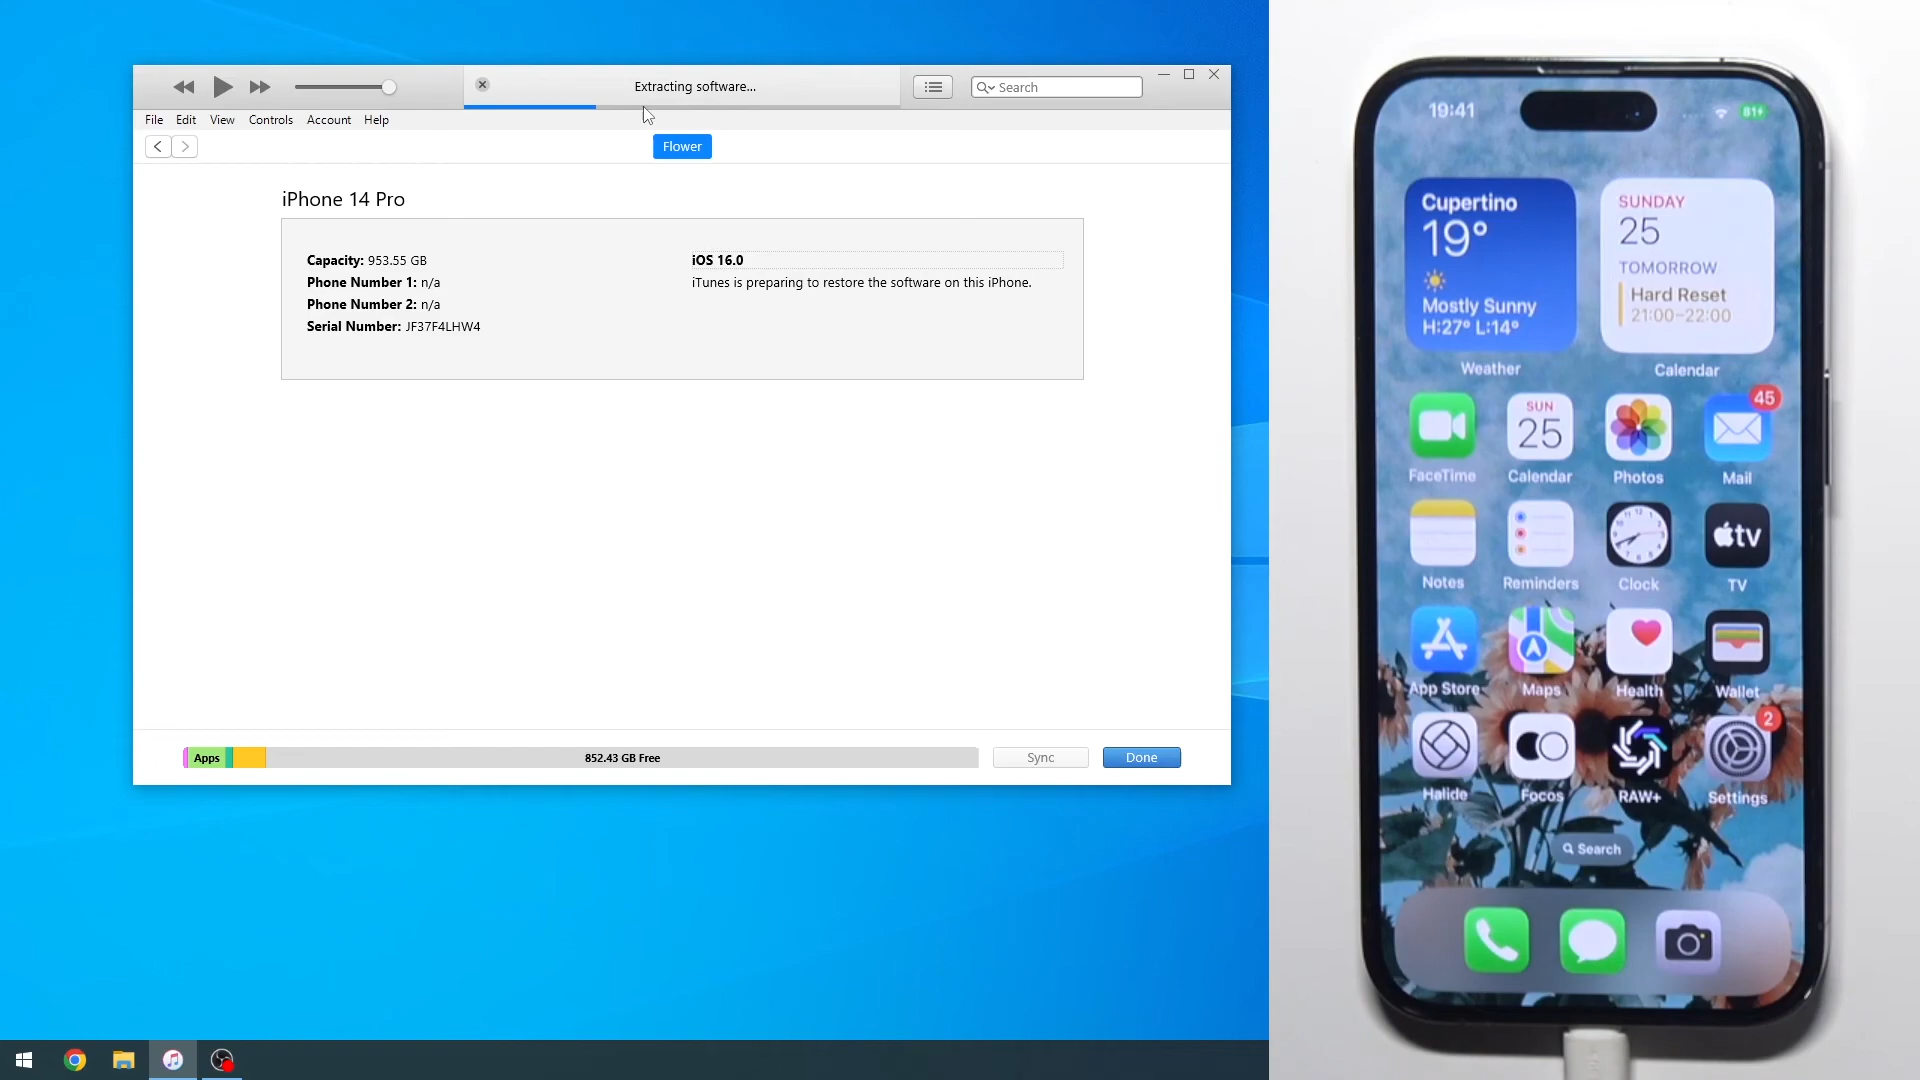 Extracting software...
Search
File Edit View Controls Account Help
Flower
iPhone 14 Pro
Capacity: 953.55 GB
Phone Number 1: n/a
Phone Number 2: n/a
Serial Number: JF37F4LHW4
iOS 16.0
iTunes is preparing to restore the software on this iPhone.
Apps
852.43 GB Free
Sync
Done
19:41
81
Cupertino
19°
Mostly Sunny
H:27° L:14°
Weather
SUNDAY
25
TOMORROW
Hard Reset
21:00–22:00
Calendar
45
SUN
25
FaceTime Calendar Photos Mail
tv
Notes Reminders Clock TV
App Store Maps Health Wallet
2
Halide Focos RAW+ Settings
Search